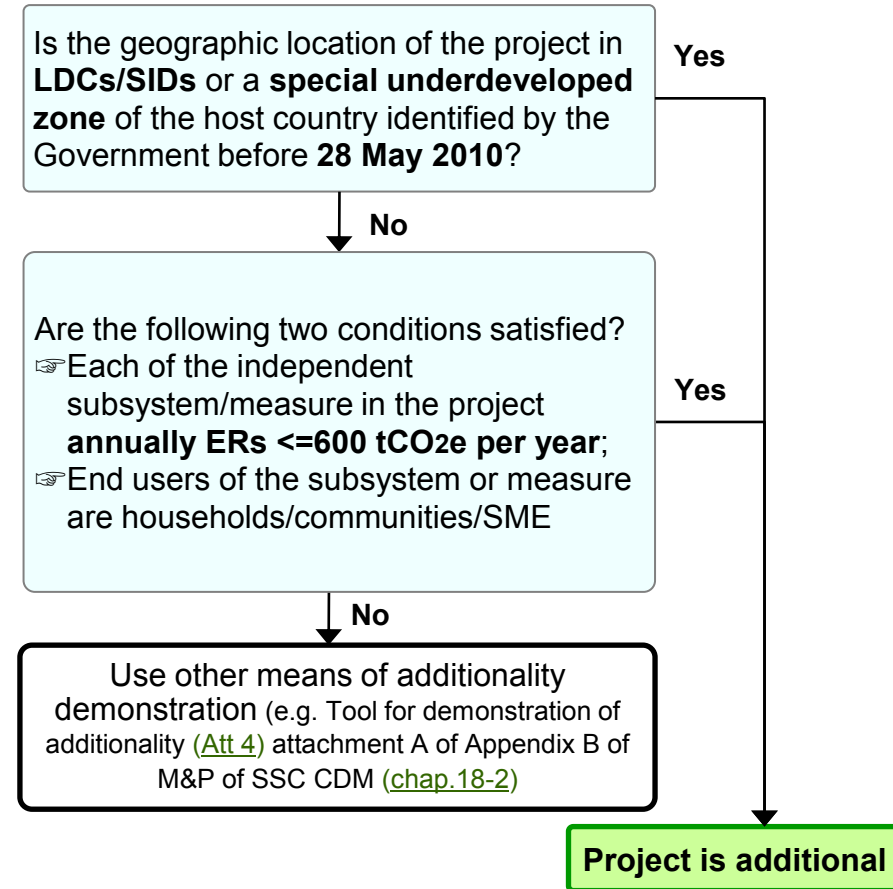 Is the geographic location of the project in
LDCs/SIDs or a special underdeveloped
zone of the host country identified by the
Government before 28 May 2010?
Yes
No
Are the following two conditions satisfied?
☞Each of the independent
subsystem/measure in the project
annually ERs <=600 tCO2e per year;
☞End users of the subsystem or measure
are households/communities/SME
Yes
No
Use other means of additionality
demonstration (e.g. Tool for demonstration of
additionality (Att 4) attachment A of Appendix B of
M&P of SSC CDM (chap.18-2)
Project is additional